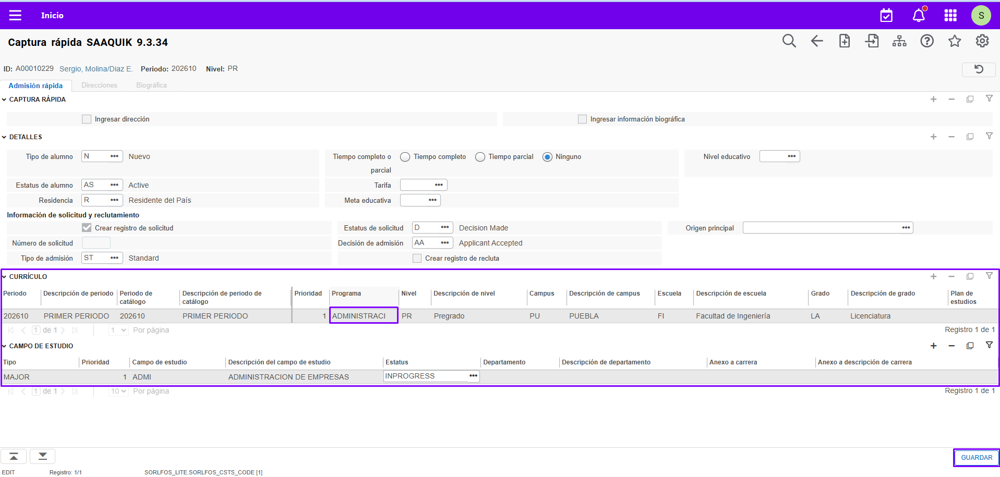 Inicio
S
Captura rápida SAAQUIK 9.3.34
ID: A00010229 Sergio, Molina/Diaz E. Periodo: 202610 Nivel: PR
Admisión rápida Direcciones Biográfica
CAPTURA RÁPIDA
Ingresar dirección Ingresar información biográfica
DETALLES
Tipo de alumno N ••• Nuevo Tiempo completo o Tiempo completo Tiempo parcial Ninguno Nivel educativo •••
parcial
Estatus de alumno AS ••• Active Tarifa •••
Residencia R ••• Residente del País Meta educativa •••
Información de solicitud y reclutamiento
Crear registro de solicitud Estatus de solicitud D ••• Decision Made Origen principal •••
Número de solicitud Decisión de admisión AA ••• Applicant Accepted
Tipo de admisión ST ••• Standard Crear registro de recluta
CURRÍCULO
Periodo Descripción de periodo Periodo de Descripción de periodo de Prioridad Programa Nivel Descripción de nivel Campus Descripción de campus Escuela Descripción de escuela Grado Descripción de grado Plan de
catálogo catálogo estudios
202610 PRIMER PERIODO 202610 PRIMER PERIODO 1 ADMINISTRACI PR Pregrado PU PUEBLA FI Facultad de Ingeniería LA Licenciatura
1 de 1 1 Por página Registro 1 de 1
CAMPO DE ESTUDIO
Tipo Prioridad Campo de estudio Descripción del campo de estudio Estatus Departamento Descripción de departamento Anexo a carrera Anexo a descripción de carrera
MAJOR 1 ADMI ADMINISTRACION DE EMPRESAS INPROGRESS •••
1 de 1 10 Por página Registro 1 de 1
GUARDAR
EDIT Registro: 1/1 SORLFOS_LITE.SORLFOS_CSTS_CODE [1]